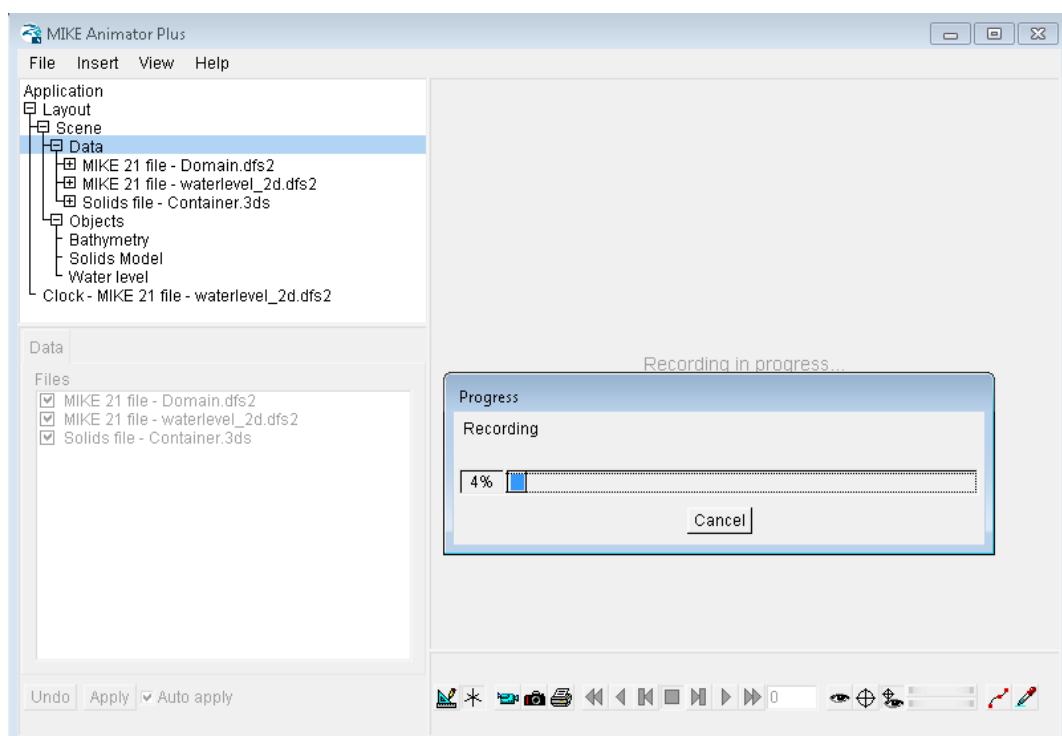 MIKE Animator Plus
File Insert View Help
Application
Layout
Scene
Data
MIKE 21 file - Domain.dfs2
MIKE 21 file - waterlevel_2d.dfs2
Solids file - Container.3ds
Objects
Bathymetry
Solids Model
Water level
Clock - MIKE 21 file - waterlevel_2d.dfs2
Data
Files
MIKE 21 file - Domain.dfs2
MIKE 21 file - waterlevel_2d.dfs2
Solids file - Container.3ds
Undo Apply Auto apply
Recording in progress...
Progress
Recording
4%
Cancel
0